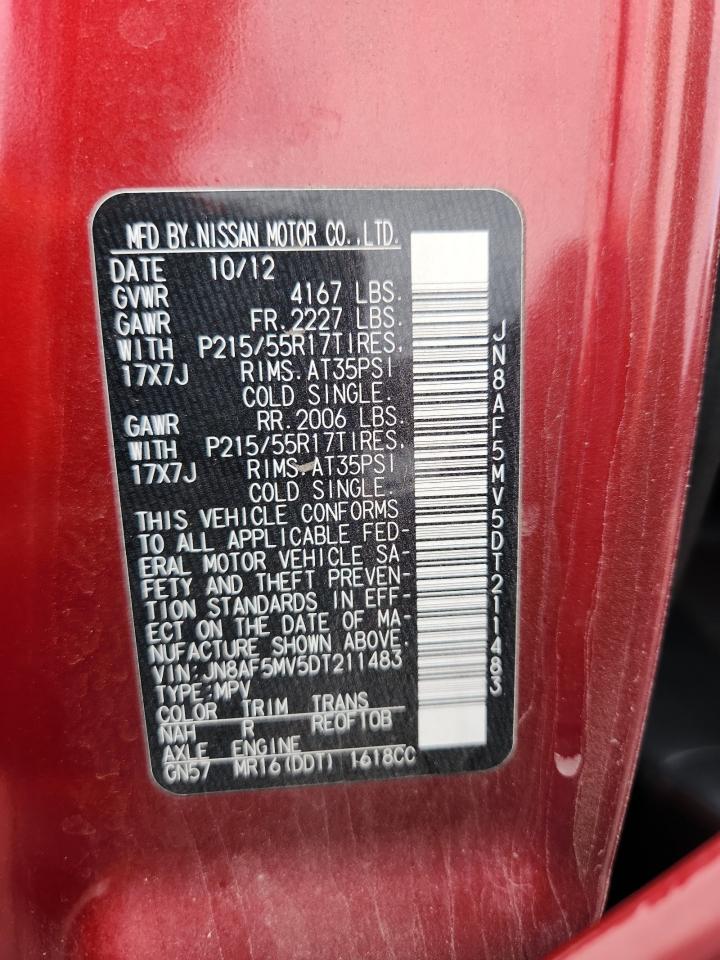 MFD BY.NISSAN MOTOR CO.,LTD.
DATE 10/12
GVWR 4167 LBS.
GAWR FR.2227 LBS.
WITH P215/55R17TIRES,
17X7J RIMS.AT35PSI
COLD SINGLE.
GAWR RR.2006 LBS.
WITH P215/55R17TIRES,
17X7J RIMS.AT35PSI
COLD SINGLE.
THIS VEHICLE CONFORMS
TO ALL APPLICABLE FED-
ERAL MOTOR VEHICLE SA-
FETY AND THEFT PREVEN-
TION STANDARDS IN EFF-
ECT ON THE DATE OF MA-
NUFACTURE SHOWN ABOVE.
VIN:JN8AF5MV5DT211483
TYPE:MPV
COLOR TRIM TRANS
NAH R RE0F10B
AXLE ENGINE
GN57 MR16(DDT) 1618CC
JN8AF5MV5DT211483